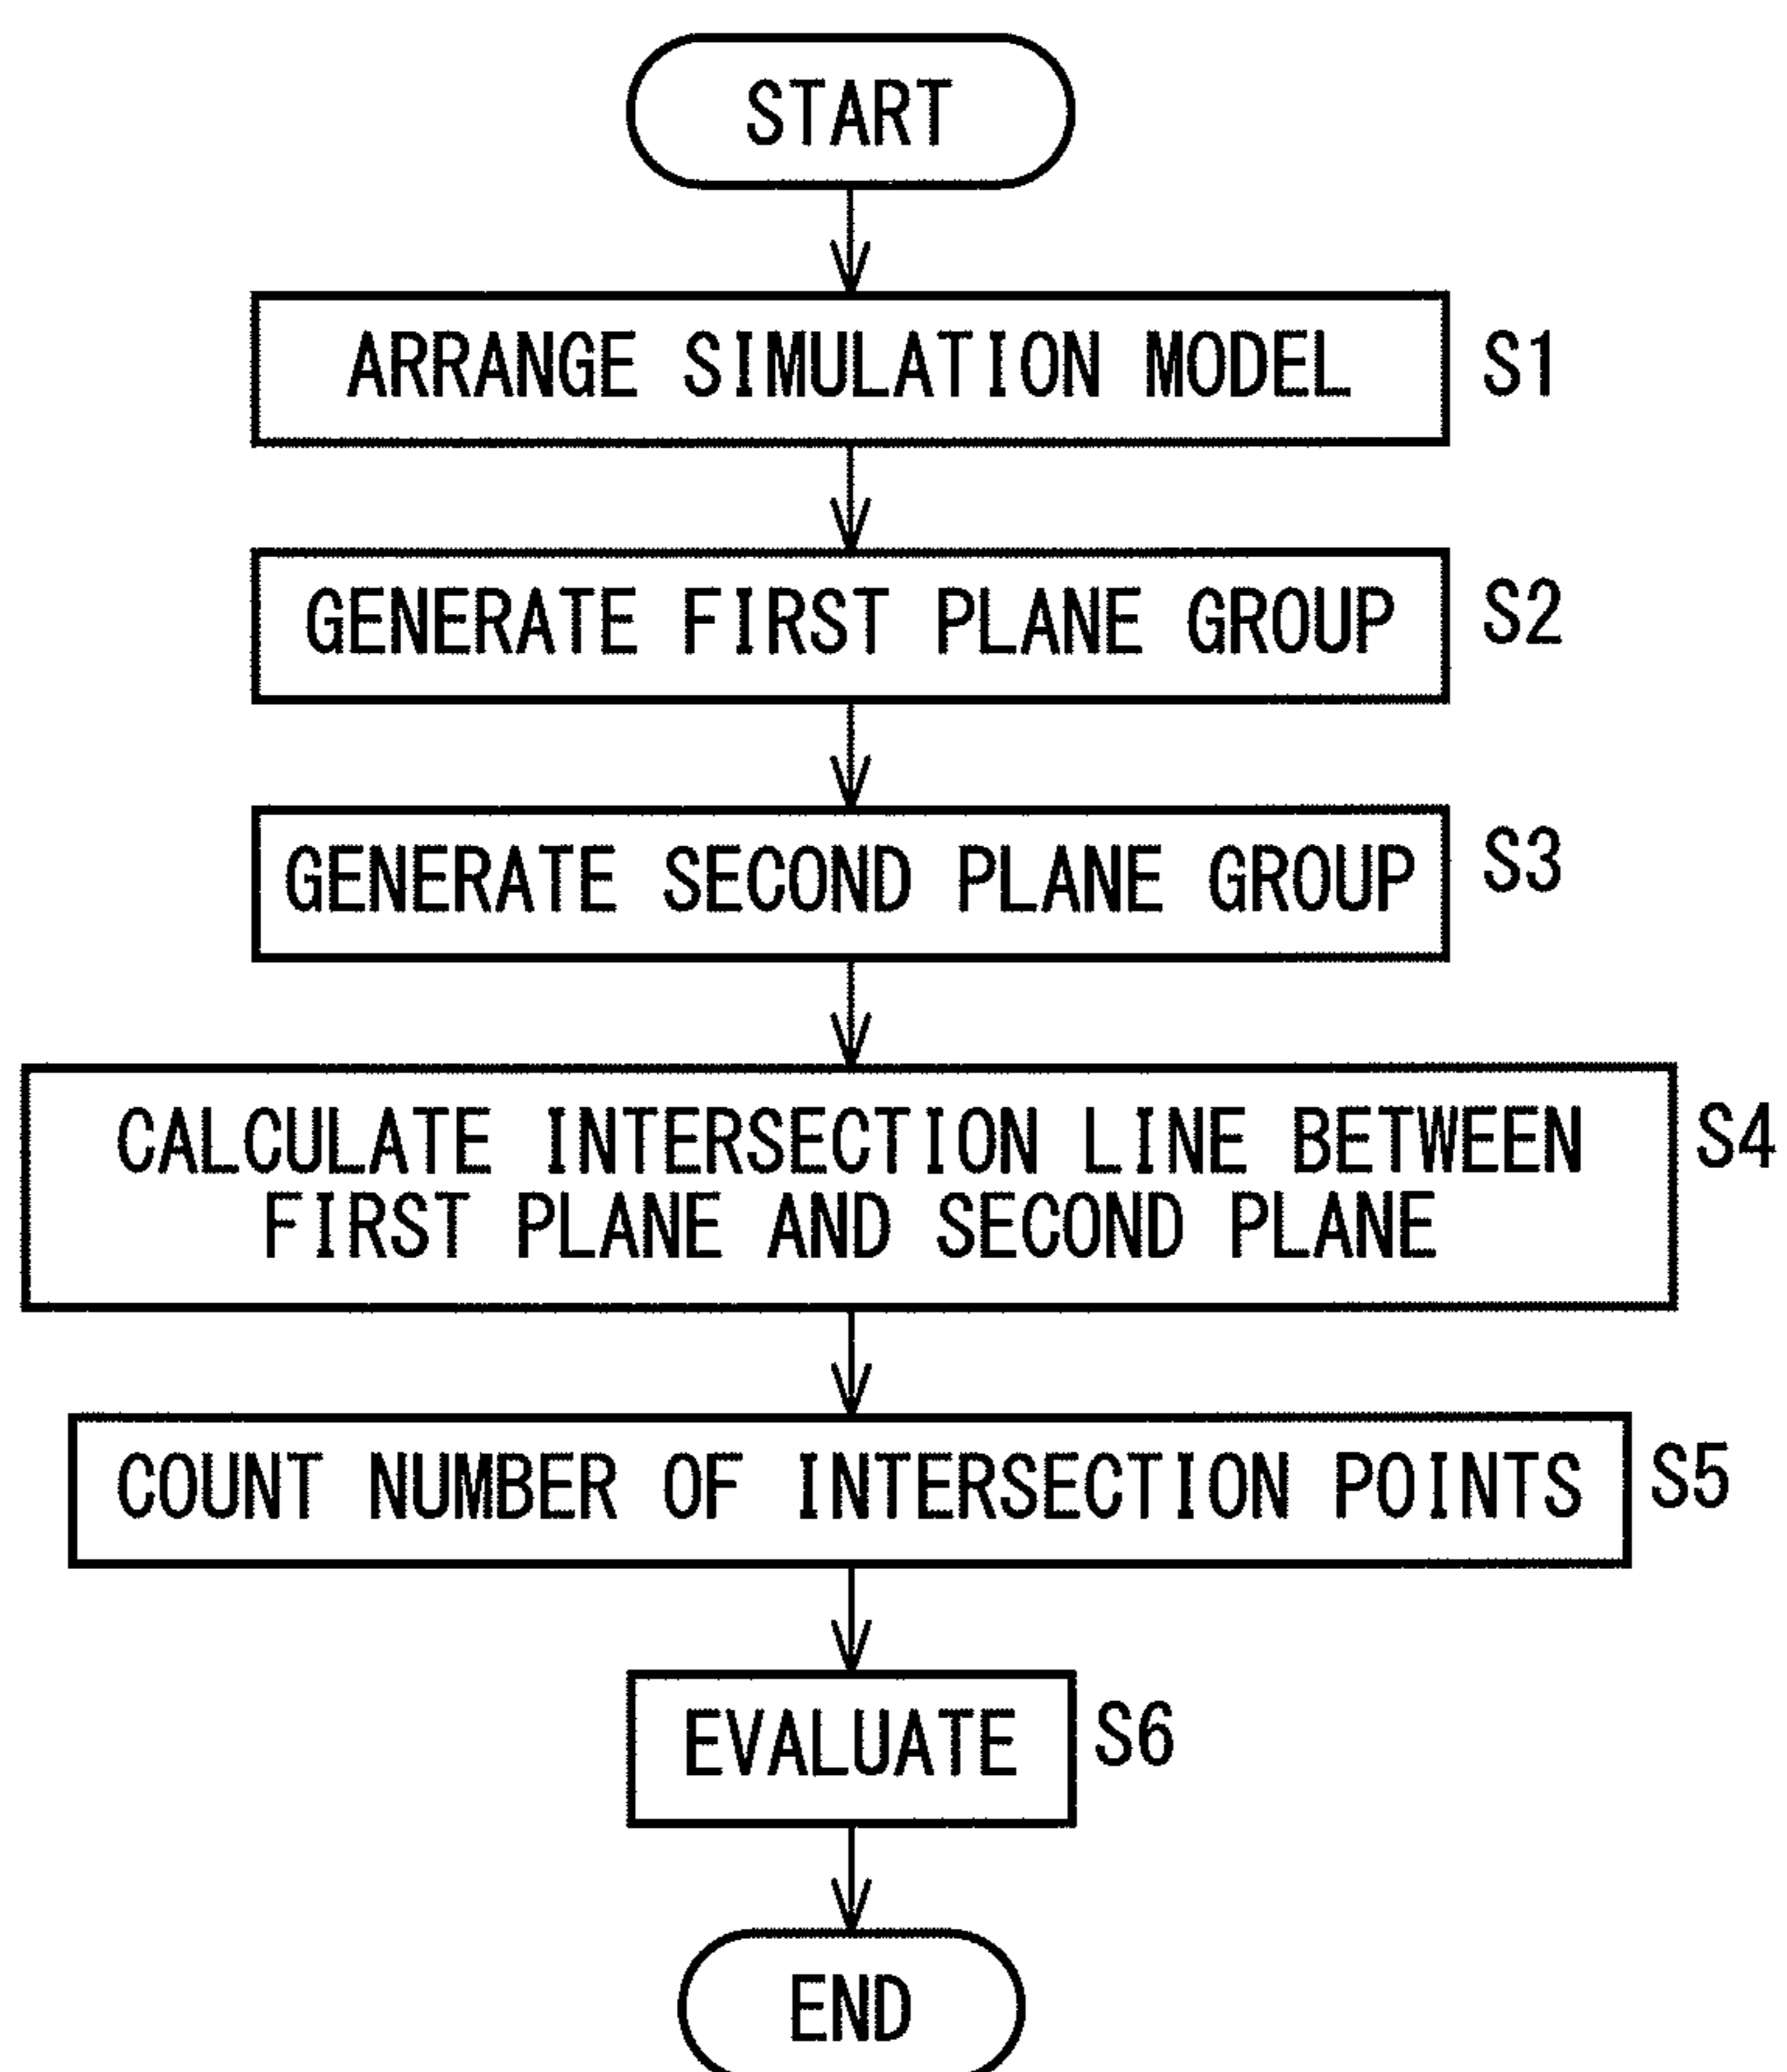 START
ARRANGE SIMULATION MODEL S1
GENERATE FIRST PLANE GROUP S2
GENERATE SECOND PLANE GROUP S3
CALCULATE INTERSECTION LINE BETWEEN S4
FIRST PLANE AND SECOND PLANE
COUNT NUMBER OF INTERSECTION POINTS S5
EVALUATE S6
END